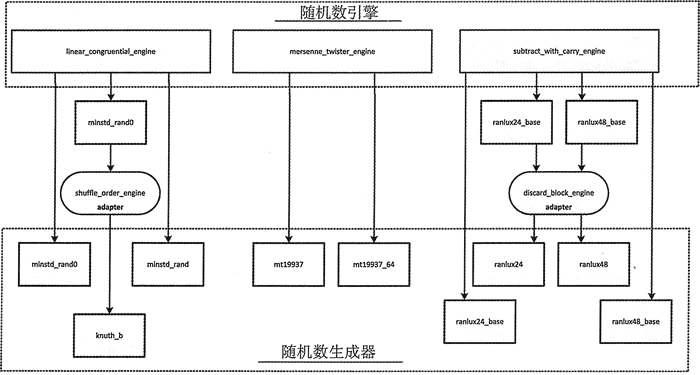 随机数引擎
linear_congruential_engine
mersenne_twister_engine
subtract_with_carry_engine
minstd_rand0
ranlux24_base
ranlux48_base
shuffle_order_engine
adapter
discard_block_engine
adapter
minstd_rand0
minstd_rand
mt19937
mt19937_64
ranlux24
ranlux48
knuth_b
ranlux24_base
ranlux48_base
随机数生成器